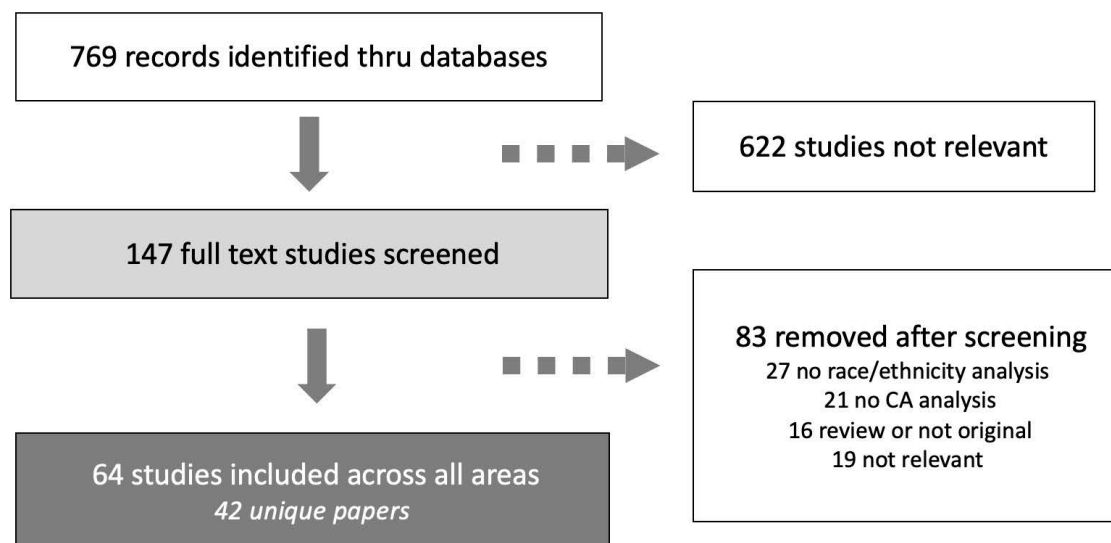 769 records identified thru databases
622 studies not relevant
147 full text studies screened
83 removed after screening
27 no race/ethnicity analysis
21 no CA analysis
16 review or not original
19 not relevant
64 studies included across all areas
42 unique papers